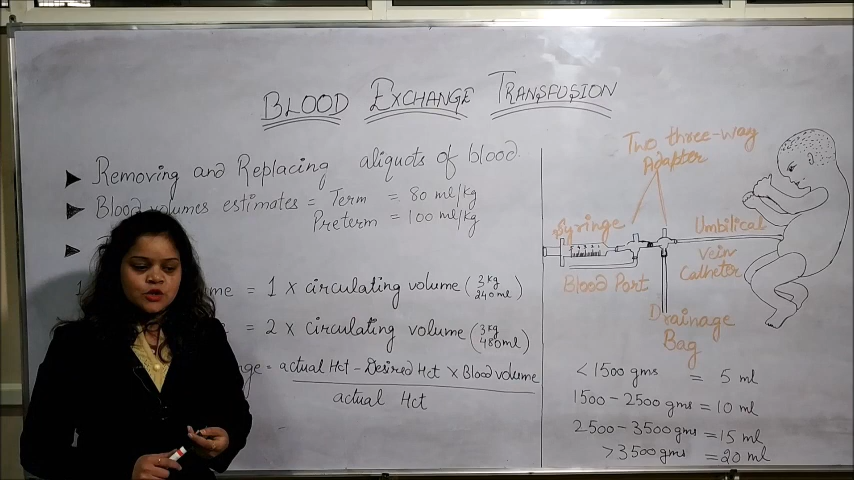 BLOOD EXCHANGE TRANSFUSION
Removing and Replacing aliquots of blood.
Blood volumes estimates = Term = 80 ml/kg
Preterm = 100 ml/kg
= 1 x circulating volume (3kg 240ml)
= 2 x circulating volume (3kg 480ml)
= actual Hct - Desired Hct x Blood volume
actual Hct
Two three-way
Adapter
Syringe
Umbilical
vein
Catheter
Blood Port
Drainage
Bag
<1500 gms = 5 ml
1500 - 2500 gms = 10 ml
2500 - 3500 gms = 15 ml
>3500 gms = 20 ml